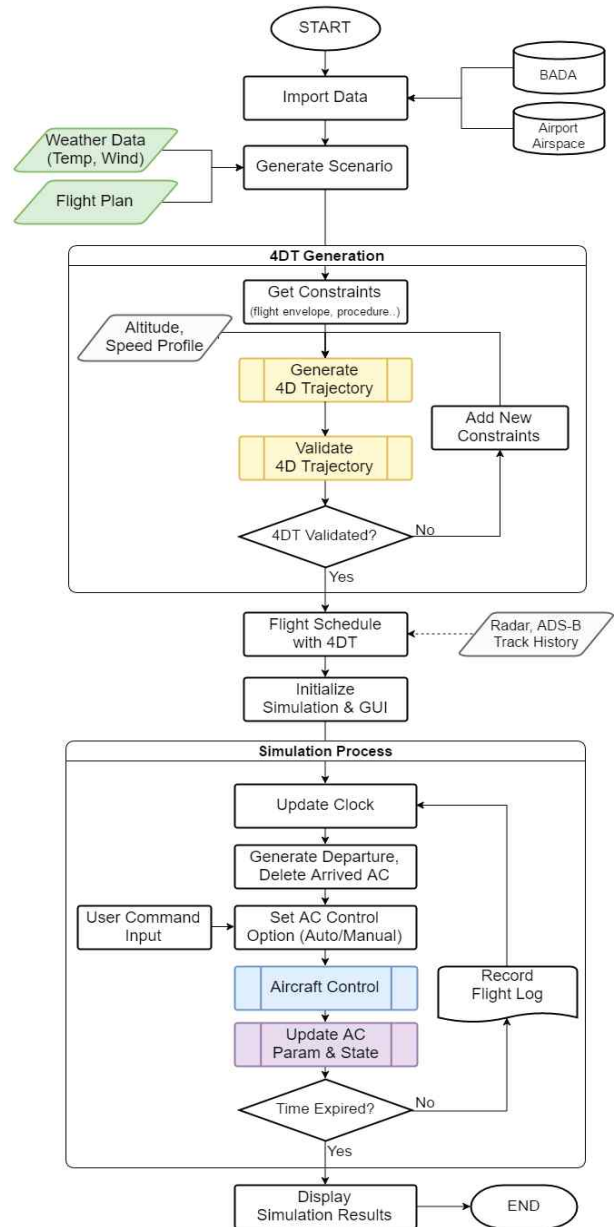 START
Import Data
BADA
Airport
Airspace
Weather Data
(Temp, Wind)
Flight Plan
Generate Scenario
4DT Generation
Get Constraints
(flight envelope, procedure..)
Altitude,
Speed Profile
Generate
4D Trajectory
Add New
Constraints
Validate
4D Trajectory
4DT Validated?
No
Yes
Flight Schedule
with 4DT
Radar, ADS-B
Track History
Initialize
Simulation & GUI
Simulation Process
Update Clock
Generate Departure,
Delete Arrived AC
User Command
Input
Set AC Control
Option (Auto/Manual)
Aircraft Control
Record
Flight Log
Update AC
Param & State
Time Expired?
No
Yes
Display
Simulation Results
END